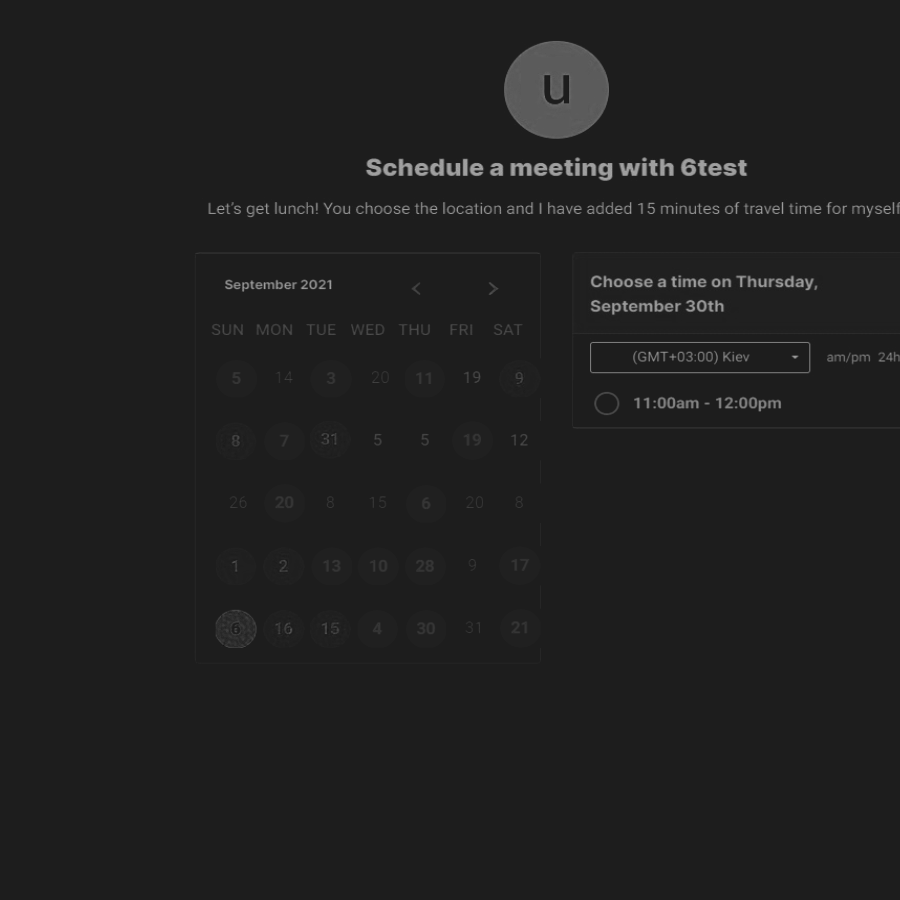 u
Schedule a meeting with 6test
Let's get lunch! You choose the location and I have added 15 minutes of travel time for myself
September 2021 < >
SUN MON TUE WED THU FRI SAT
5 14 3 20 11 19 9
8 7 31 5 5 19 12
26 20 8 15 6 20 8
1 2 13 10 28 9 17
6 16 15 4 30 31 21
Choose a time on Thursday,
September 30th
(GMT+03:00) Kiev am/pm 24h
11:00am - 12:00pm